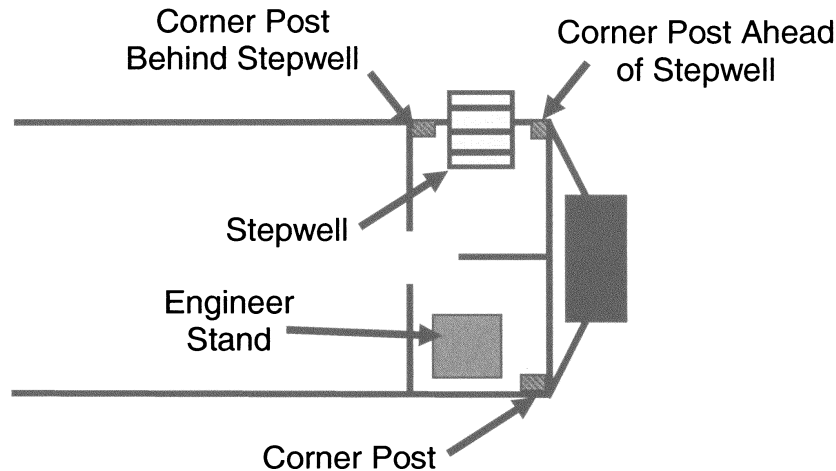 Corner Post
Behind Stepwell
Corner Post Ahead
of Stepwell
Stepwell
Engineer
Stand
Corner Post